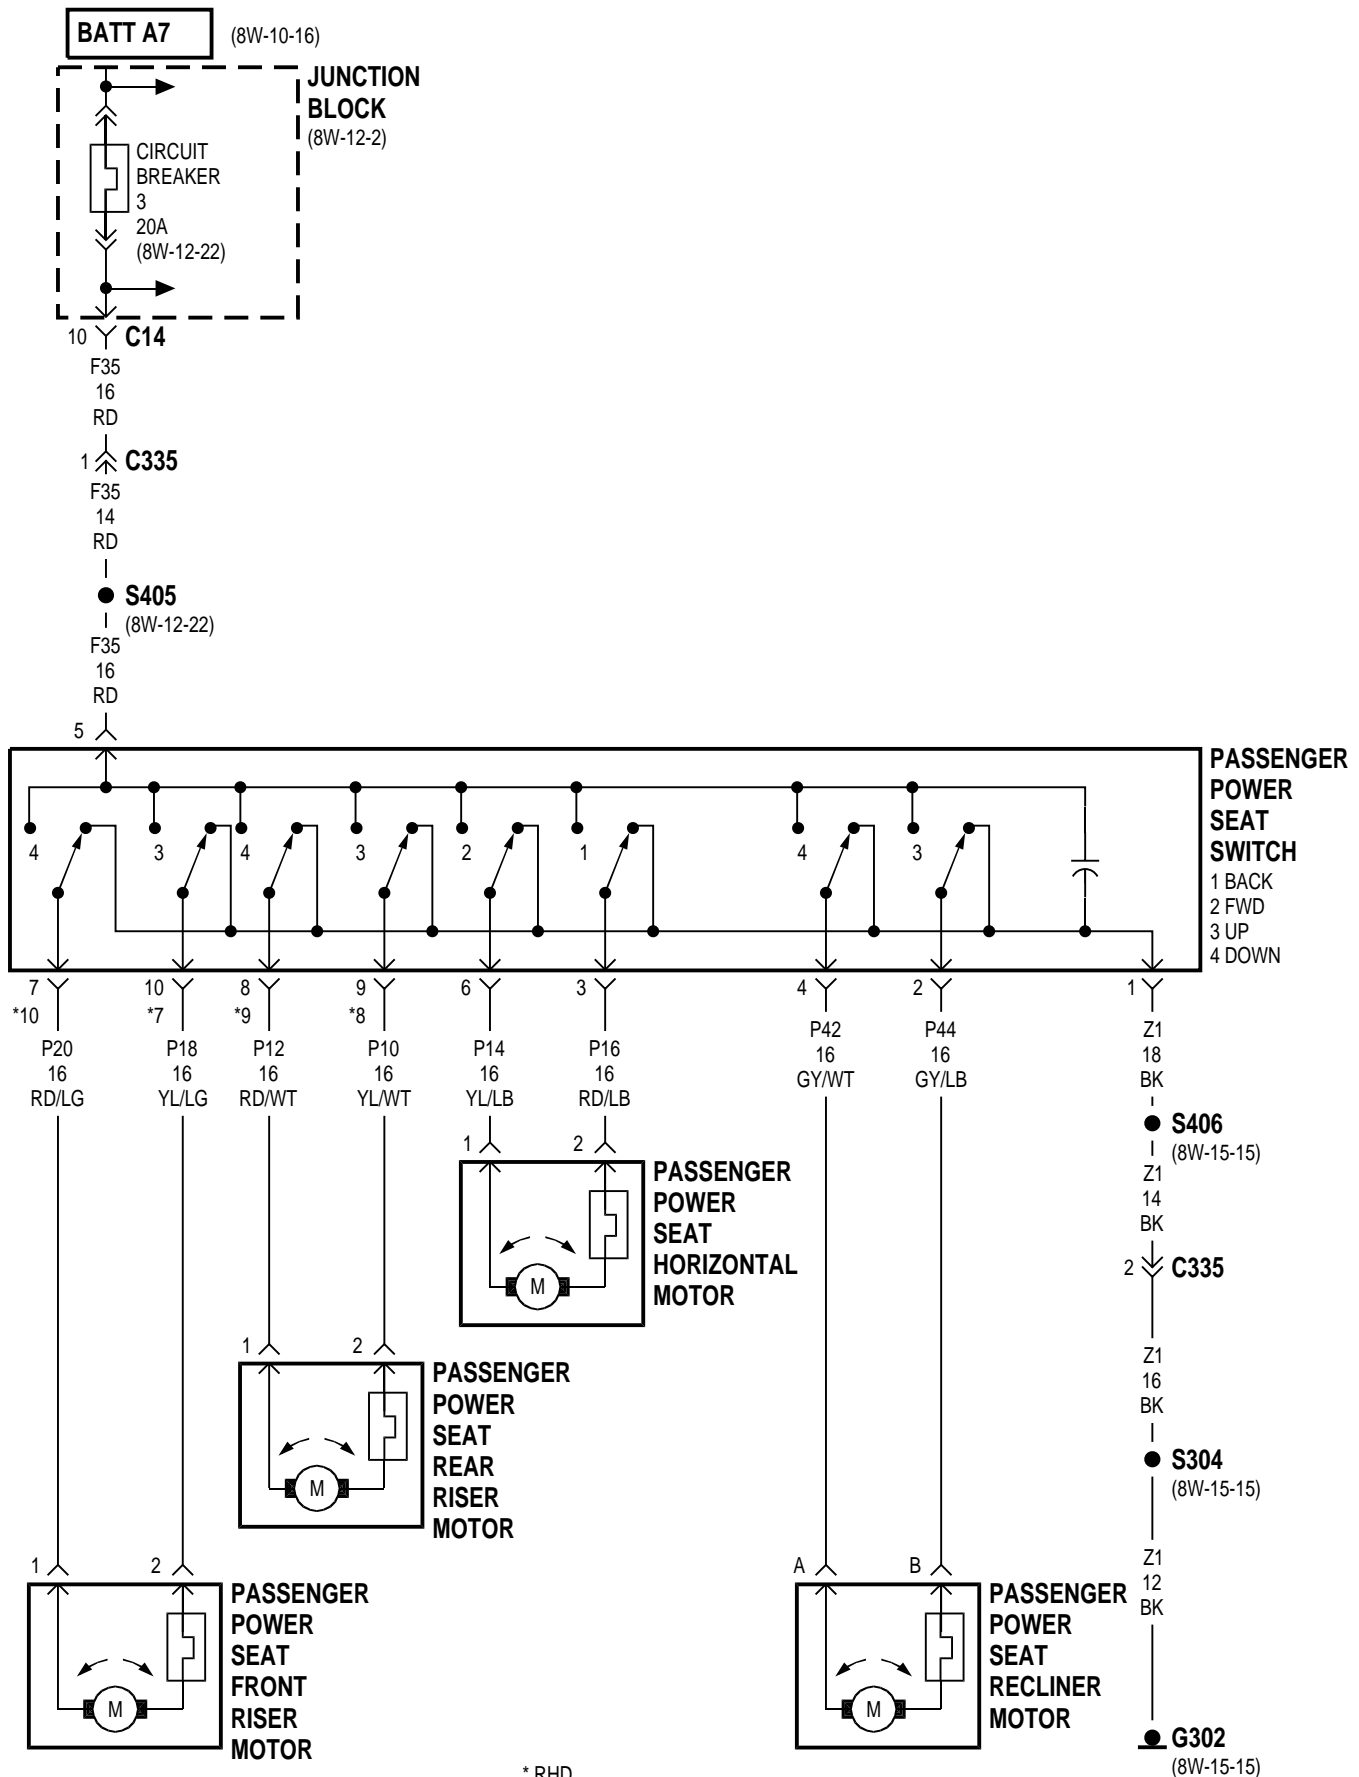 BATT A7
(8W-10-16)
JUNCTION
BLOCK
(8W-12-2)
CIRCUIT
BREAKER
3
20A
(8W-12-22)
10 C14
F35
16
RD
1 C335
F35
14
RD
S405
(8W-12-22)
F35
16
RD
5
PASSENGER
POWER
SEAT
SWITCH
1 BACK
2 FWD
3 UP
4 DOWN
4 3 4 3 2 1 4 3
7 10 8 9 6 3 4 2 1
*10 *7 *9 *8
P20
16
RD/LG
P18
16
YL/LG
P12
16
RD/WT
P10
16
YL/WT
P14
16
YL/LB
P16
16
RD/LB
P42
16
GY/WT
P44
16
GY/LB
Z1
18
BK
S406
(8W-15-15)
Z1
14
BK
2 C335
Z1
16
BK
S304
(8W-15-15)
Z1
12
BK
G302
(8W-15-15)
1 2
M
PASSENGER
POWER
SEAT
HORIZONTAL
MOTOR
1 2
M
PASSENGER
POWER
SEAT
REAR
RISER
MOTOR
1 2
M
PASSENGER
POWER
SEAT
FRONT
RISER
MOTOR
A B
M
PASSENGER
POWER
SEAT
RECLINER
MOTOR
* RHD